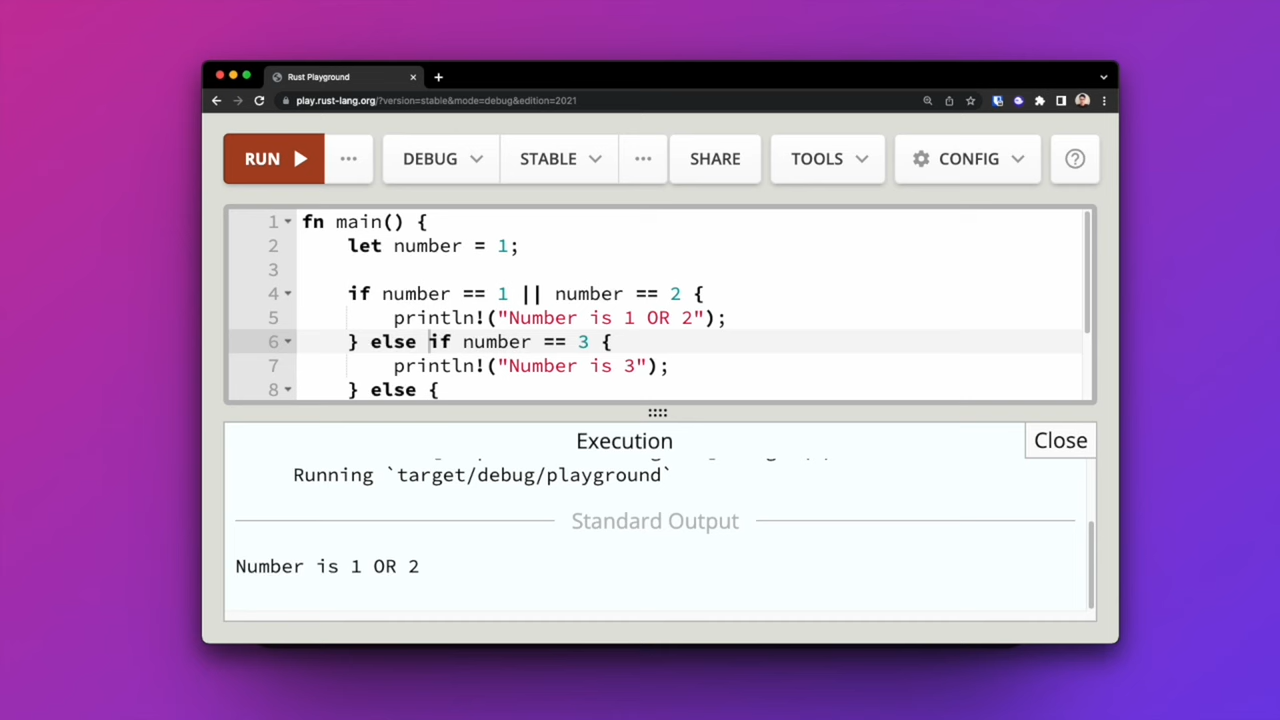 Rust Playground
play.rust-lang.org/?version=stable&mode=debug&edition=2021
RUN ... DEBUG STABLE ... SHARE TOOLS CONFIG ?
1 fn main() {
2     let number = 1;
3
4     if number == 1 || number == 2 {
5         println!("Number is 1 OR 2");
6     } else if number == 3 {
7         println!("Number is 3");
8     } else {
Execution
Close
Running `target/debug/playground`
Standard Output
Number is 1 OR 2